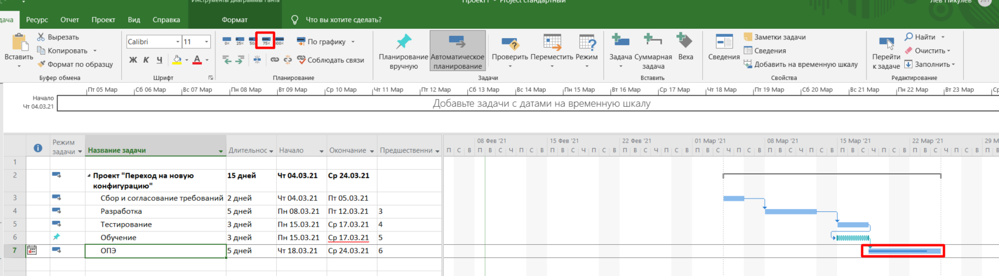 Инструменты диаграммы Ганта
Проект1 - Project стандартный
Лев Пикулев
Ресурс Отчет Проект Вид Справка Формат Что вы хотите сделать?
Вставить
Вырезать
Копировать
Формат по образцу
Буфер обмена
Calibri 11
Ж К Ч А
Шрифт
0× 25× 75×
По графику
Соблюдать связи
Планирование
Планирование вручную
Автоматическое планирование
Проверить Переместить Режим
Задачи
Задача Суммарная задача Веха
Вставить
Сведения
Заметки задачи
Сведения
Добавить на временную шкалу
Свойства
Перейти к задаче
Найти
Очистить
Заполнить
Редактирование
Пт 05 Мар Сб 06 Мар Вс 07 Мар Пн 08 Мар Вт 09 Мар Ср 10 Мар Чт 11 Мар Пт 12 Мар Сб 13 Мар Вс 14 Мар Пн 15 Мар Вт 16 Мар Ср 17 Мар Чт 18 Мар Пт 19 Мар Сб 20 Мар Вс 21 Мар Пн 22 Мар Вт 23 Мар Ср
Начало
Чт 04.03.21
Добавьте задачи с датами на временную шкалу
Режим задачи Название задачи Длительнос Начало Окончание Предшественни
08 Фев '21 15 Фев '21 22 Фев '21 01 Мар '21 08 Мар '21 15 Мар '21 22 Мар '21
П С В П В С Ч П С В П В С Ч П С В П В С Ч П С В П В С Ч П С В П В С Ч П С В П В С Ч П С В П В С Ч П С В П
1
2 Проект "Переход на новую конфигурацию" 15 дней Чт 04.03.21 Ср 24.03.21
3 Сбор и согласование требований 2 дней Чт 04.03.21 Пт 05.03.21
4 Разработка 5 дней Пн 08.03.21 Пт 12.03.21 3
5 Тестирование 3 дней Пн 15.03.21 Ср 17.03.21 4
6 Обучение 3 дней Пн 15.03.21 Ср 17.03.21 5
7 ОПЭ 5 дней Чт 18.03.21 Ср 24.03.21 6